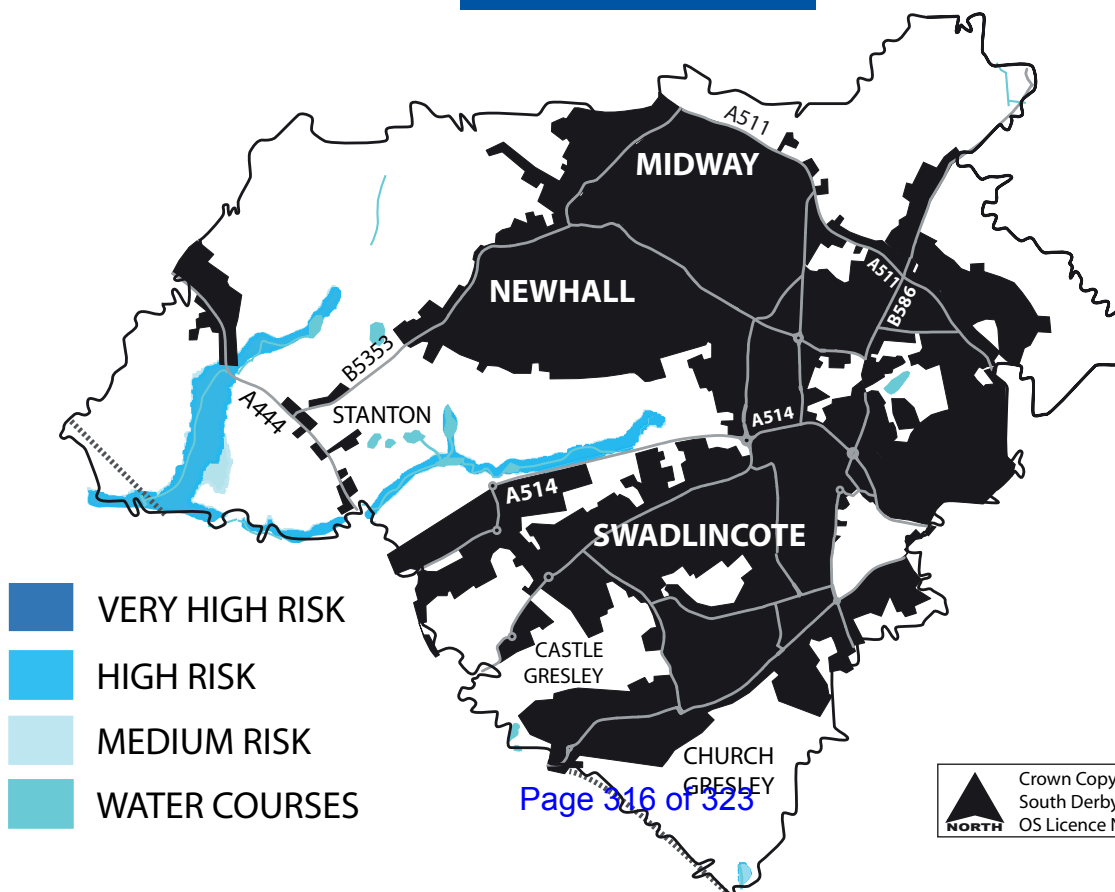 A511
MIDWAY
A511
NEWHALL
B586
B5353
A444
STANTON
A514
A514
SWADLINCOTE
VERY HIGH RISK
HIGH RISK
CASTLE
GRESLEY
MEDIUM RISK
WATER COURSES
CHURCH
GRESLEY
Page 316 of 323
NORTH
Crown Copy
South Derby
OS Licence N